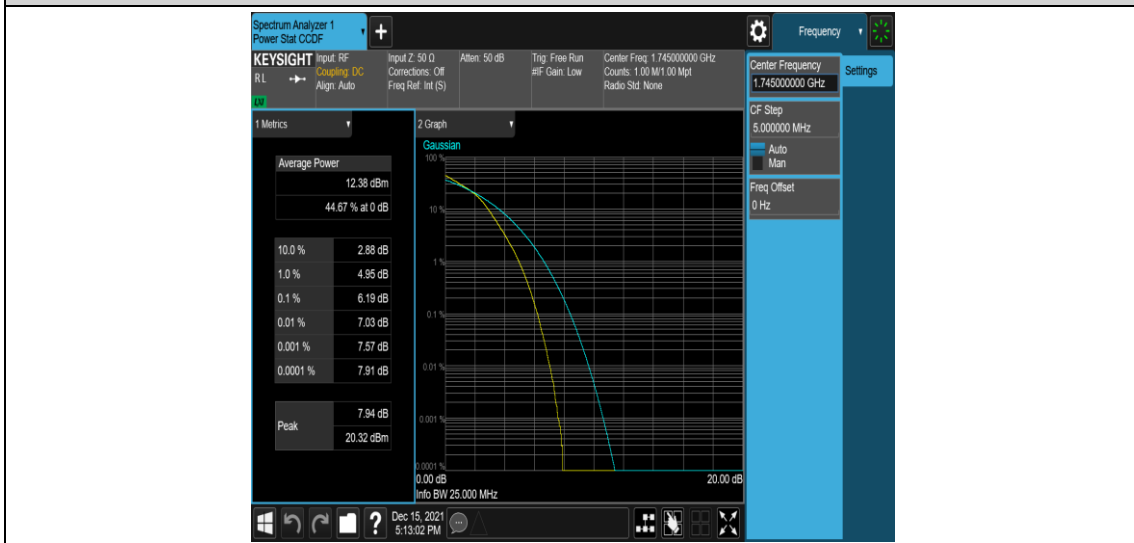 Spectrum Analyzer 1
Power Stat CCDF
+
Frequency
KEYSIGHT
RL
LXI
Input: RF
Coupling: DC
Align: Auto
Input Z: 50 Ω
Corrections: Off
Freq Ref: Int (S)
Atten: 50 dB
Trig: Free Run
#IF Gain: Low
Center Freq: 1.745000000 GHz
Counts: 1.00 M/1.00 Mpt
Radio Std: None
Center Frequency
1.745000000 GHz
Settings
CF Step
5.000000 MHz
Auto
Man
Freq Offset
0 Hz
1 Metrics
Average Power
12.38 dBm
44.67 % at 0 dB
10.0 % 2.88 dB
1.0 % 4.95 dB
0.1 % 6.19 dB
0.01 % 7.03 dB
0.001 % 7.57 dB
0.0001 % 7.91 dB
Peak
7.94 dB
20.32 dBm
2 Graph
Gaussian
100 %
10 %
1 %
0.1 %
0.01 %
0.001 %
0.0001 %
0.00 dB 20.00 dB
Info BW 25.000 MHz
?
Dec 15, 2021
5:13:02 PM